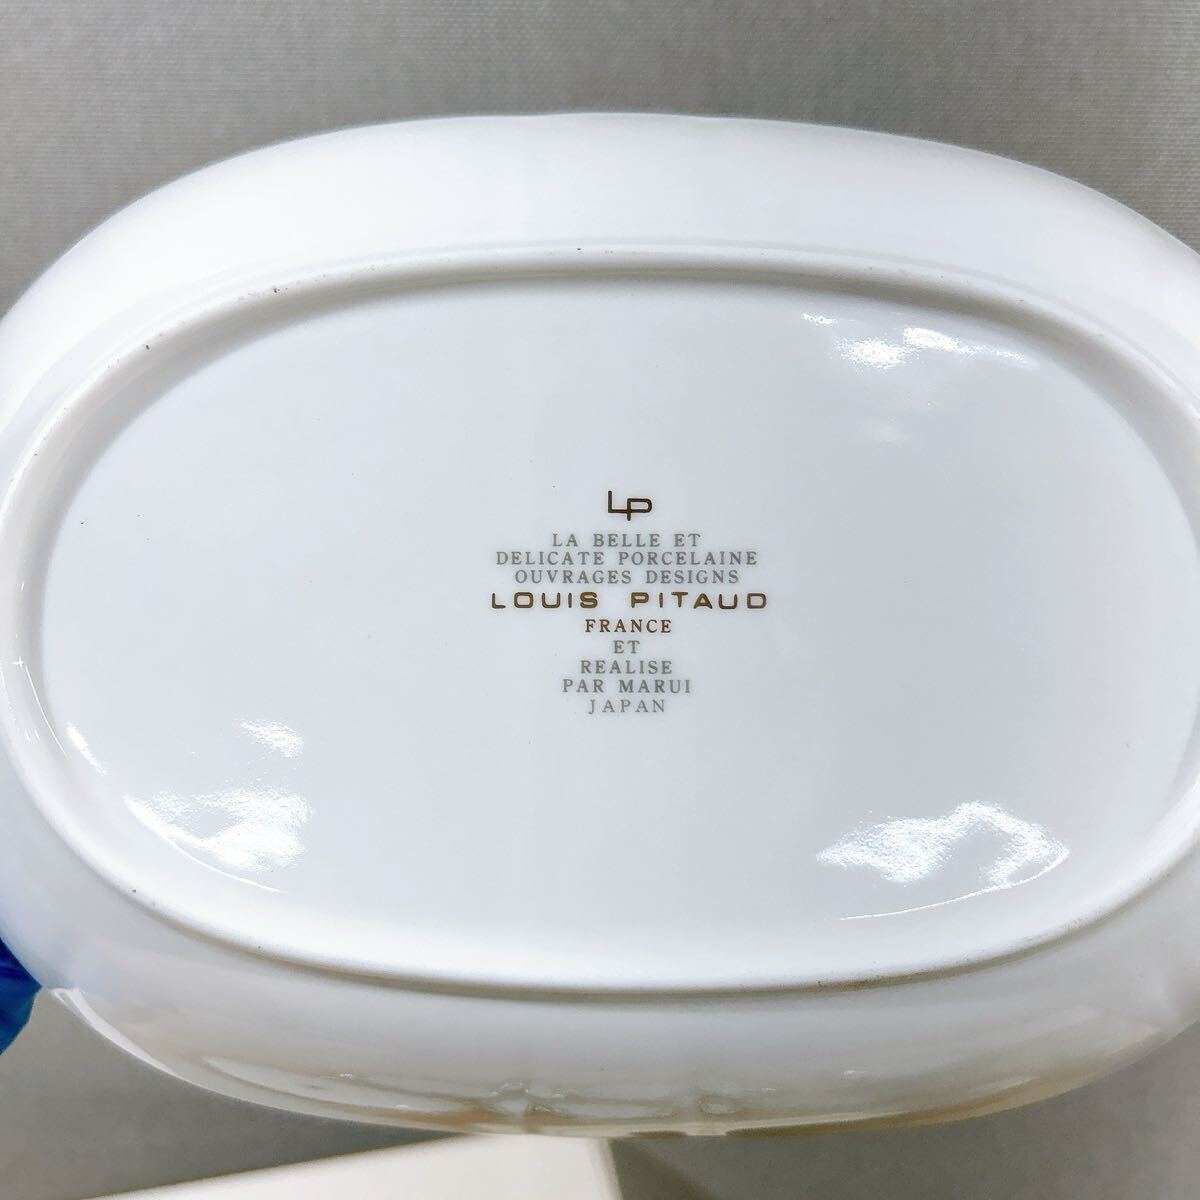 LP
LA BELLE ET
DELICATE PORCELAINE
OUVRAGES DESIGNS
LOUIS PITAUD
FRANCE
ET
REALISE
PAR MARUI
JAPAN